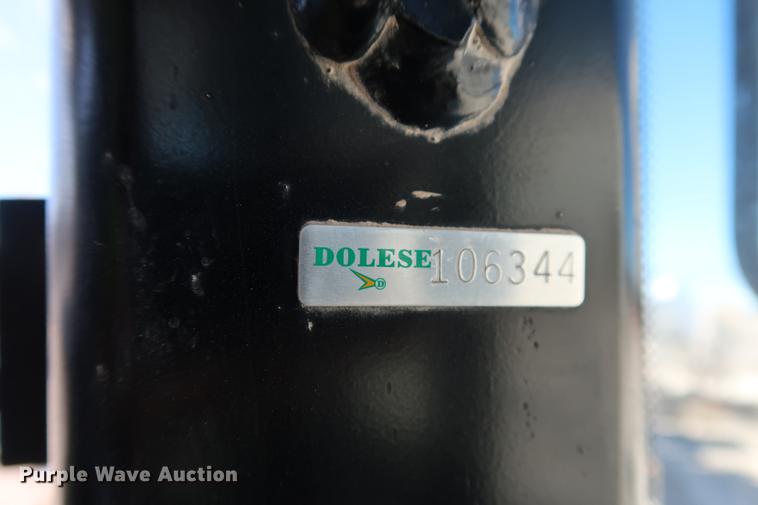 DOLESE 106344
D
Purple Wave Auction